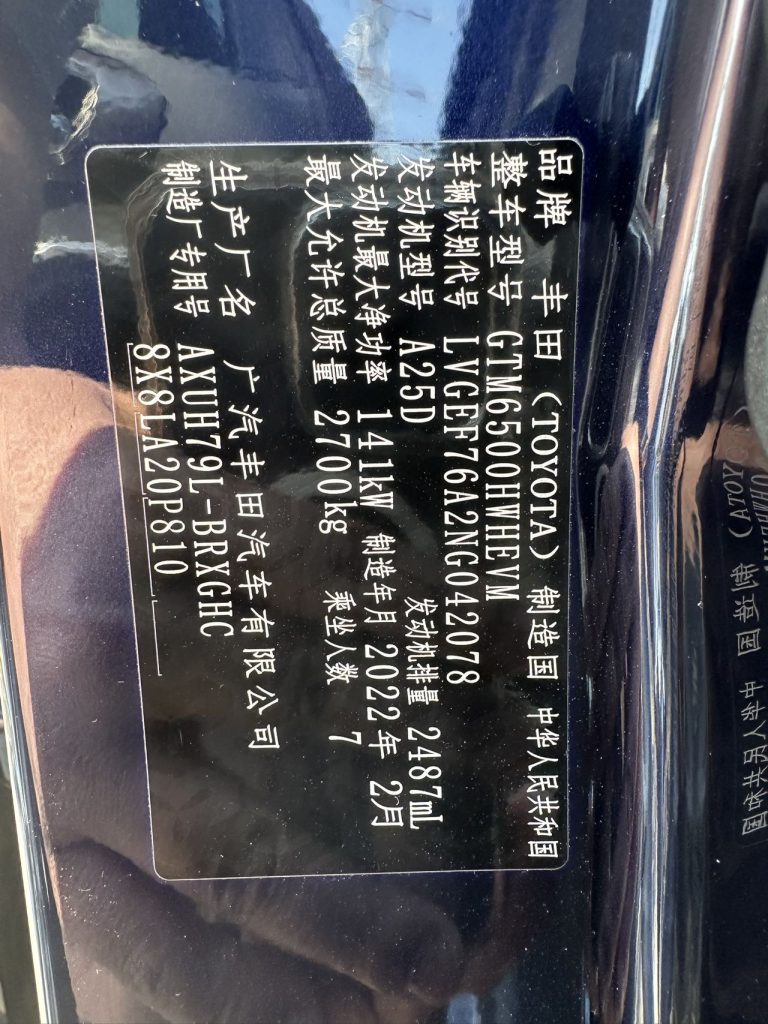 品牌 丰田 (TOYOTA) 制造国 中华人民共和国
整车型号 GTM6500HWHEVM
车辆识别代号 LVGEF76A2NG042078
发动机型号 A25D 发动机排量 2487mL
发动机最大净功率 141kW 制造年月 2022年 2月
最大允许总质量 2700kg 乘坐人数 7
生产厂名 广汽丰田汽车有限公司
制造厂专用号 AXUH79L-BRXGHC
8X8LA20P810